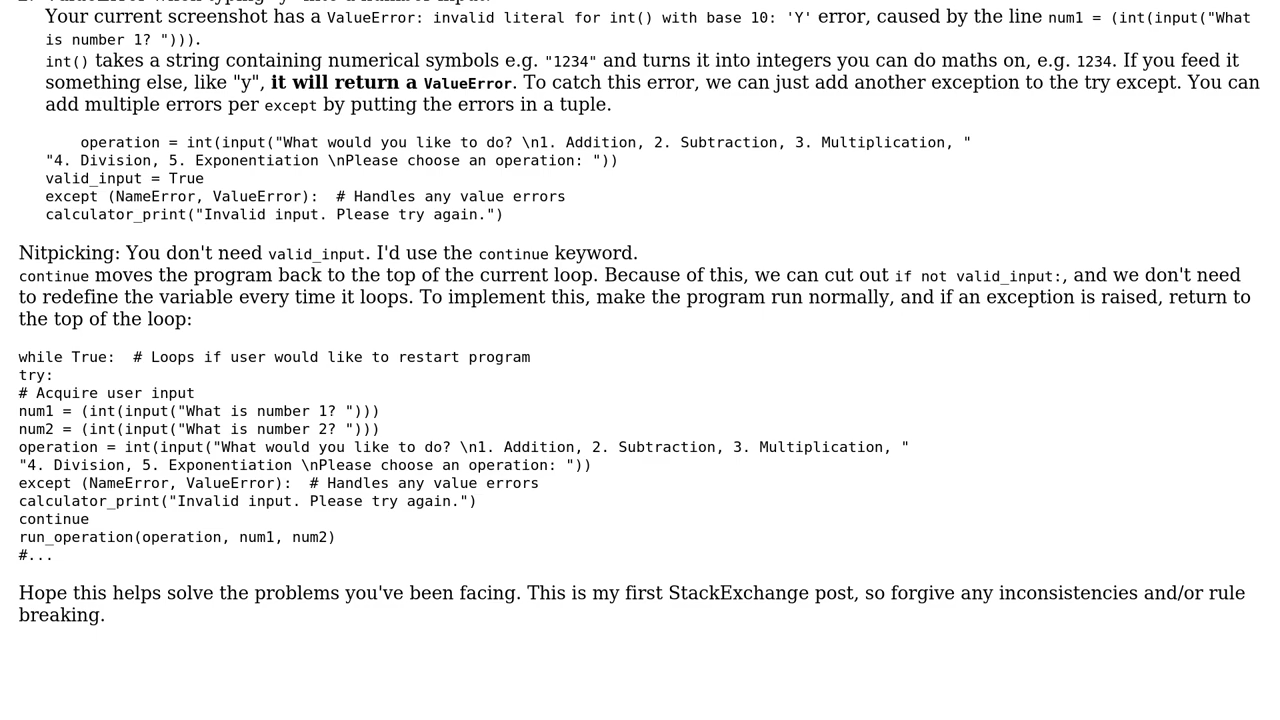 Your current screenshot has a ValueError: invalid literal for int() with base 10: 'Y' error, caused by the line num1 = (int(input("What
is number 1? "))).
int() takes a string containing numerical symbols e.g. "1234" and turns it into integers you can do maths on, e.g. 1234. If you feed it
something else, like "y", it will return a ValueError. To catch this error, we can just add another exception to the try except. You can
add multiple errors per except by putting the errors in a tuple.
operation = int(input("What would you like to do? \n1. Addition, 2. Subtraction, 3. Multiplication, "
"4. Division, 5. Exponentiation \nPlease choose an operation: "))
valid_input = True
except (NameError, ValueError):  # Handles any value errors
calculator_print("Invalid input. Please try again.")
Nitpicking: You don't need valid_input. I'd use the continue keyword.
continue moves the program back to the top of the current loop. Because of this, we can cut out if not valid_input:, and we don't need
to redefine the variable every time it loops. To implement this, make the program run normally, and if an exception is raised, return to
the top of the loop:
while True:  # Loops if user would like to restart program
try:
# Acquire user input
num1 = (int(input("What is number 1? ")))
num2 = (int(input("What is number 2? ")))
operation = int(input("What would you like to do? \n1. Addition, 2. Subtraction, 3. Multiplication, "
"4. Division, 5. Exponentiation \nPlease choose an operation: "))
except (NameError, ValueError):  # Handles any value errors
calculator_print("Invalid input. Please try again.")
continue
run_operation(operation, num1, num2)
#...
Hope this helps solve the problems you've been facing. This is my first StackExchange post, so forgive any inconsistencies and/or rule
breaking.